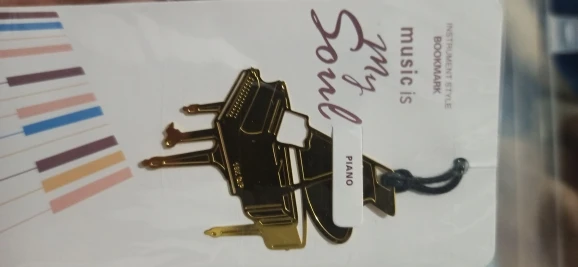 INSTRUMENT STYLE
BOOKMARK
music is
My
Soul
PIANO